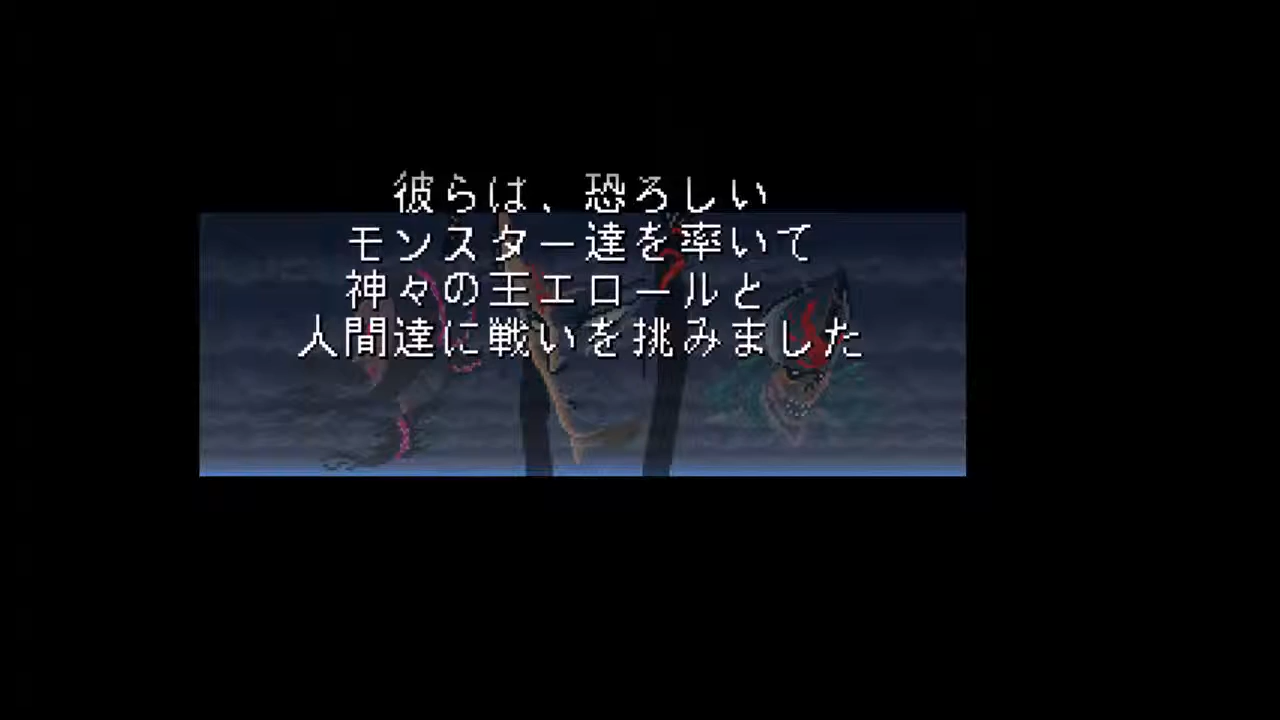 彼らは、恐ろしい
モンスター達を率いて
神々の王エロールと
人間達に戦いを挑みました